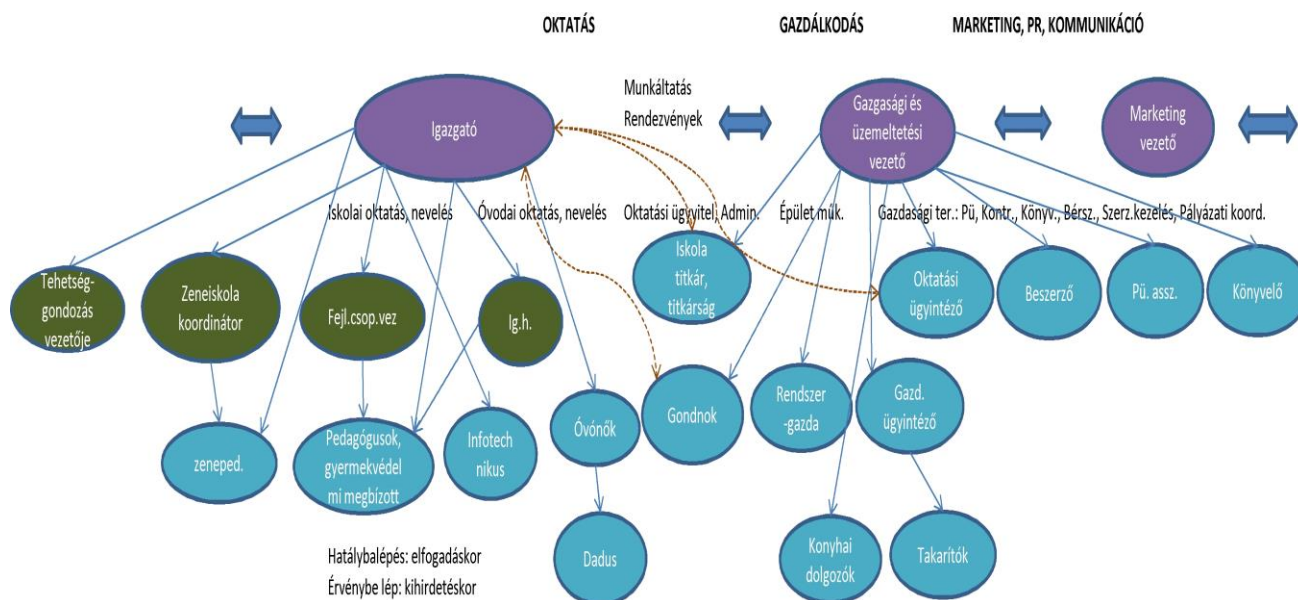 OKTATÁS GAZDÁLKODÁS MARKETING, PR, KOMMUNIKÁCIÓ
Igazgató
Munkáltatás
Rendezvények
Gazgasági és
üzemeltetési
vezető
Marketing
vezető
Iskolai oktatás, nevelés Óvodai oktatás, nevelés Oktatási ügyvitel, Admin. Épület műk. Gazdasági ter.: Pü, Kontr., Könyv., Bérsz., Szerz.kezelés, Pályázati koord.
Tehetség-
gondozás
vezetője
Zeneiskola
koordinátor
Fejl.csop.vez
Ig.h.
Iskola
titkár,
titkárság
Oktatási
ügyintéző
Beszerző
Pü. assz.
Könyvelő
zeneped.
Pedagógusok,
gyermekvédel
mi megbízott
Infotech
nikus
Óvónők
Gondnok
Rendszer
-gazda
Gazd.
ügyintéző
Dadus
Konyhai
dolgozók
Takarítók
Hatálybalépés: elfogadáskor
Érvénybe lép: kihirdetéskor